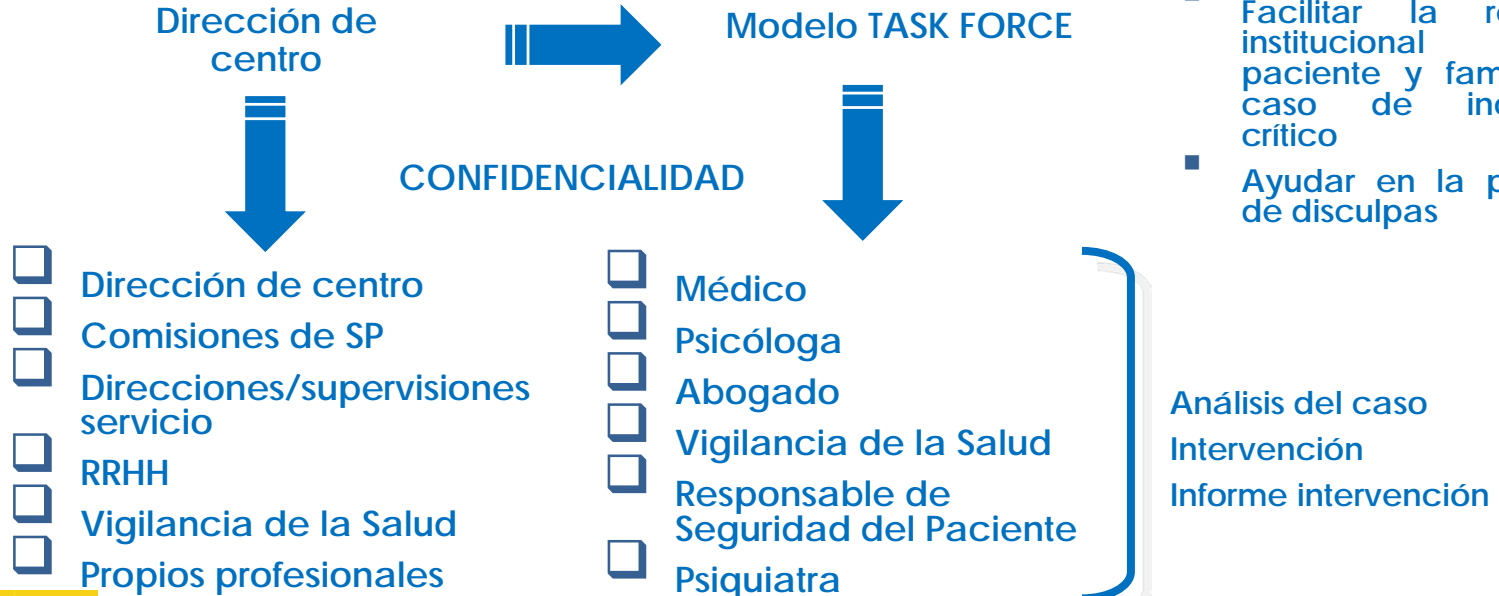 Dirección de
centro
Modelo TASK FORCE
CONFIDENCIALIDAD
Dirección de centro
Comisiones de SP
Direcciones/supervisiones
servicio
RRHH
Vigilancia de la Salud
Propios profesionales
Médico
Psicóloga
Abogado
Vigilancia de la Salud
Responsable de
Seguridad del Paciente
Psiquiatra
Facilitar la
institucional
paciente y
caso de
crítico
Ayudar en la
de disculpas
Análisis del caso
Intervención
Informe intervención